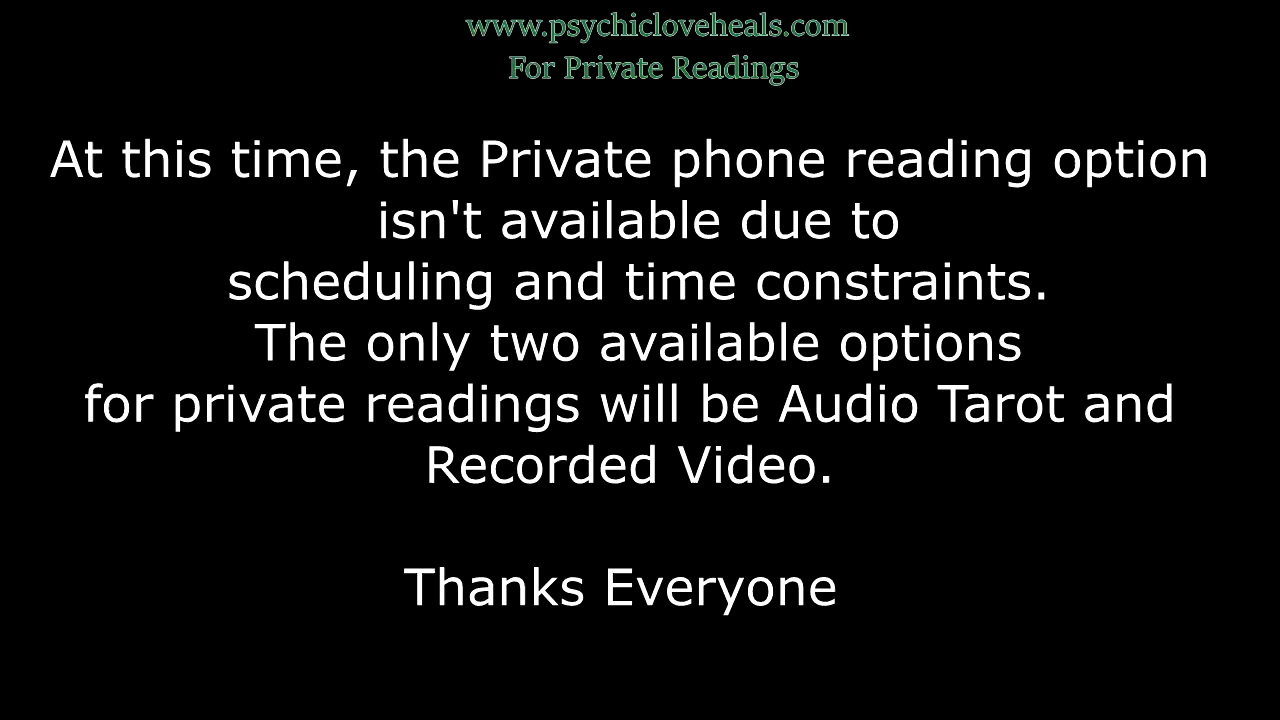 www.psychicloveheals.com
For Private Readings
At this time, the Private phone reading option
isn't available due to
scheduling and time constraints.
The only two available options
for private readings will be Audio Tarot and
Recorded Video.
Thanks Everyone